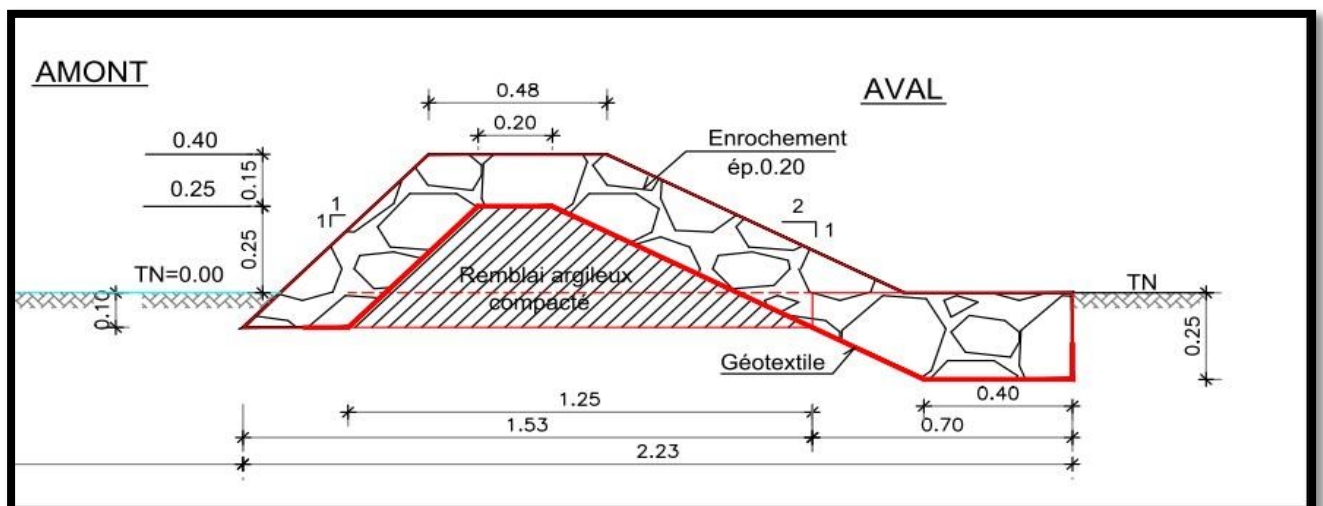 AMONT
AVAL
0.48
0.20
Enrochement
ép.0.20
0.40
0.15
0.25
1
1
2
1
0.25
TN=0.00
Remblai argileux
compacté
TN
0.10
0.25
Géotextile
0.40
1.25
1.53
0.70
2.23